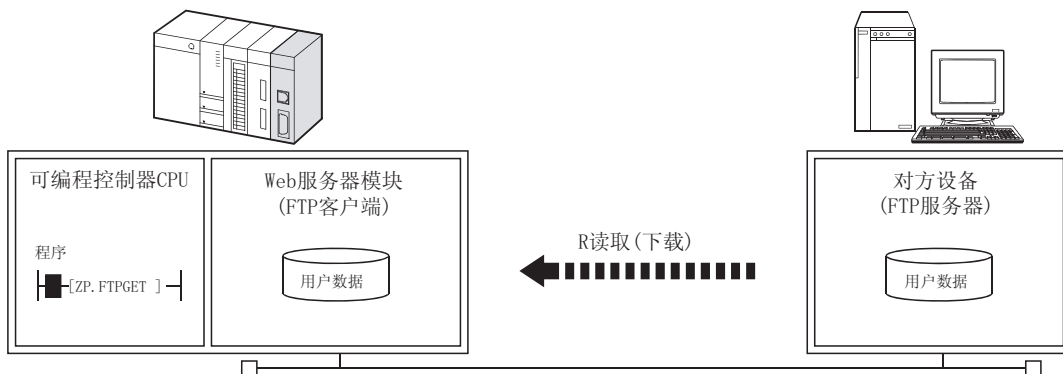 可编程控制器CPU
Web服务器模块
(FTP客户端)
对方设备
(FTP服务器)
程序
[ZP.FTPGET ]
用户数据
R读取(下载)
用户数据